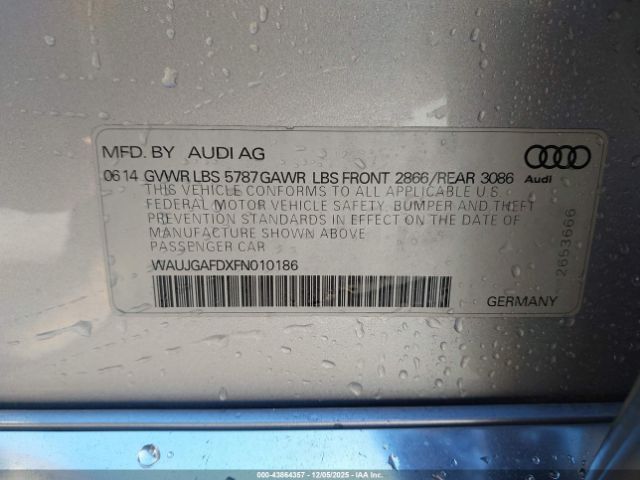 MFD. BY AUDI AG
0614 GVWR LBS 5787 GAWR LBS FRONT 2866/REAR 3086
Audi
THIS VEHICLE CONFORMS TO ALL APPLICABLE U.S.
FEDERAL MOTOR VEHICLE SAFETY, BUMPER AND THEFT
PREVENTION STANDARDS IN EFFECT ON THE DATE OF
MANUFACTURE SHOWN ABOVE
PASSENGER CAR
2653666
WAUJGAFDXFN010186
GERMANY
000-43864357 - 12/05/2025 - IAA Inc.